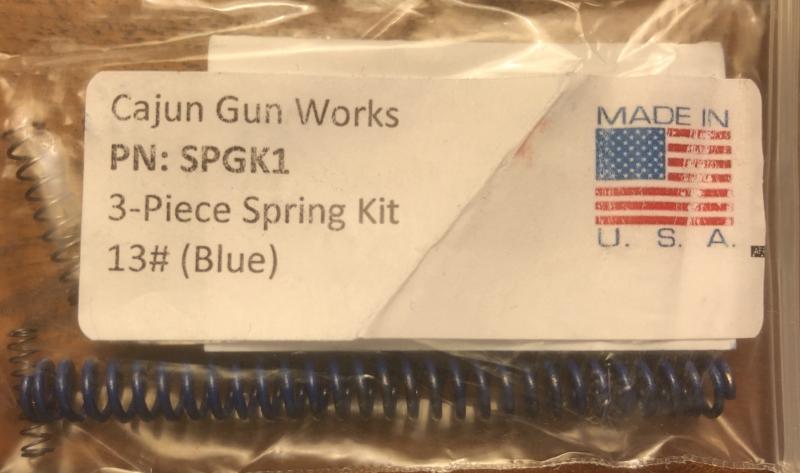 Cajun Gun Works
PN: SPGK1
3-Piece Spring Kit
13# (Blue)
MADE IN
U. S. A.